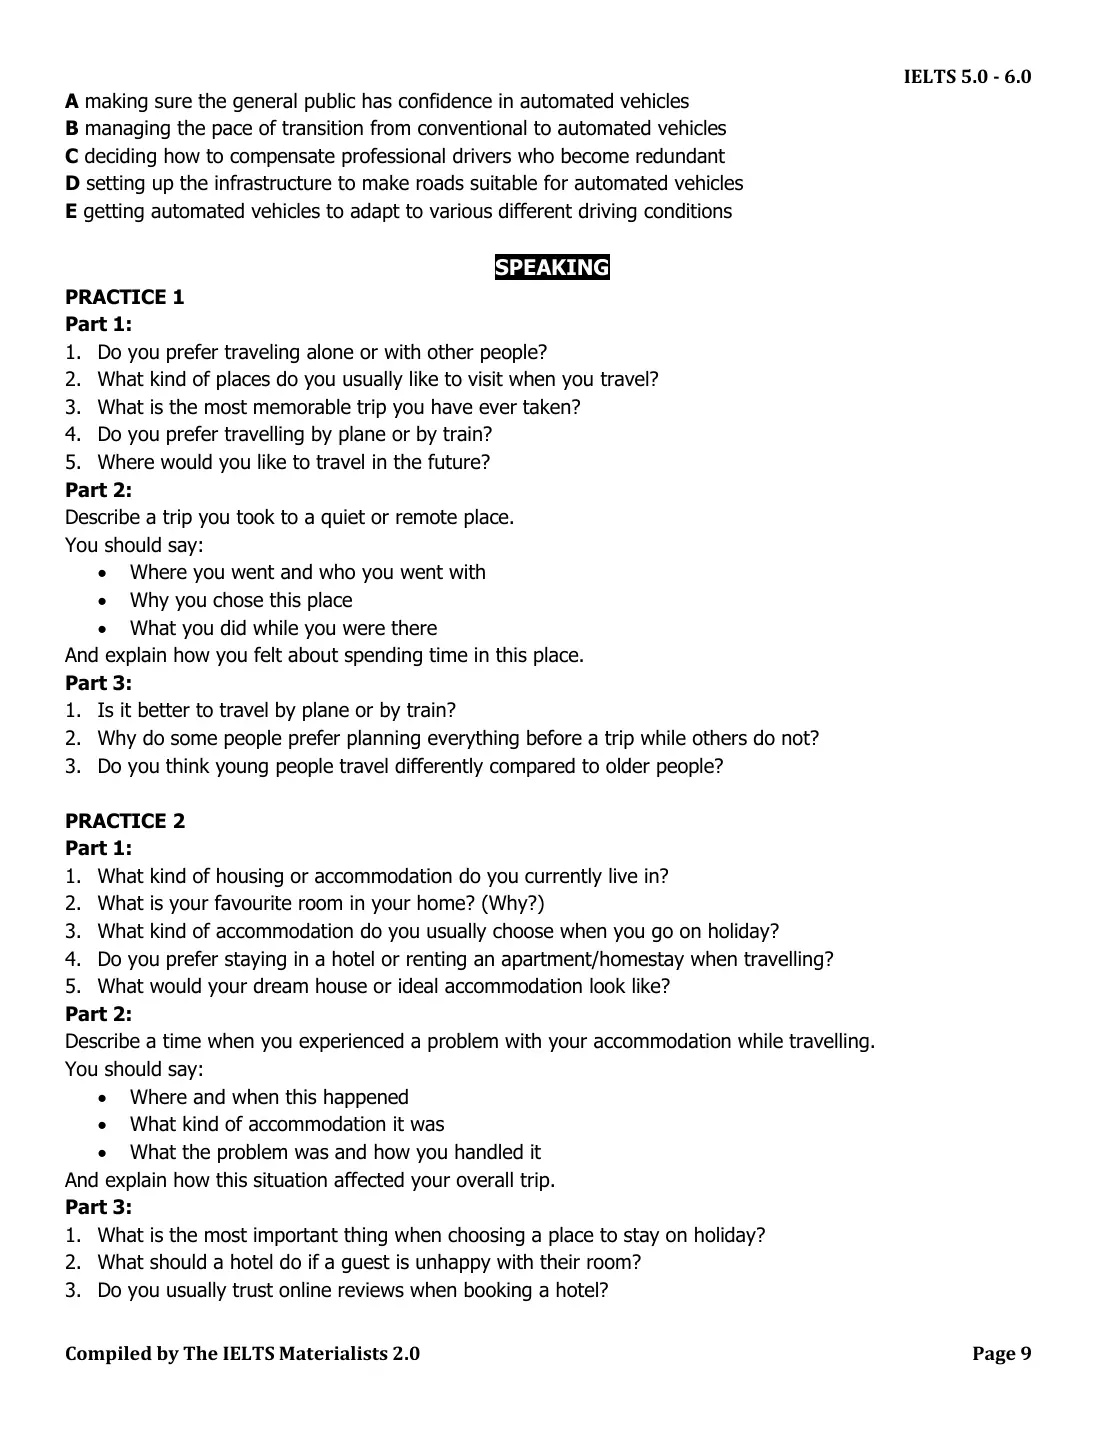 IELTS 5.0 - 6.0
A making sure the general public has confidence in automated vehicles
B managing the pace of transition from conventional to automated vehicles
C deciding how to compensate professional drivers who become redundant
D setting up the infrastructure to make roads suitable for automated vehicles
E getting automated vehicles to adapt to various different driving conditions
SPEAKING
PRACTICE 1
Part 1:
1. Do you prefer traveling alone or with other people?
2. What kind of places do you usually like to visit when you travel?
3. What is the most memorable trip you have ever taken?
4. Do you prefer travelling by plane or by train?
5. Where would you like to travel in the future?
Part 2:
Describe a trip you took to a quiet or remote place.
You should say:
• Where you went and who you went with
• Why you chose this place
• What you did while you were there
And explain how you felt about spending time in this place.
Part 3:
1. Is it better to travel by plane or by train?
2. Why do some people prefer planning everything before a trip while others do not?
3. Do you think young people travel differently compared to older people?
PRACTICE 2
Part 1:
1. What kind of housing or accommodation do you currently live in?
2. What is your favourite room in your home? (Why?)
3. What kind of accommodation do you usually choose when you go on holiday?
4. Do you prefer staying in a hotel or renting an apartment/homestay when travelling?
5. What would your dream house or ideal accommodation look like?
Part 2:
Describe a time when you experienced a problem with your accommodation while travelling.
You should say:
• Where and when this happened
• What kind of accommodation it was
• What the problem was and how you handled it
And explain how this situation affected your overall trip.
Part 3:
1. What is the most important thing when choosing a place to stay on holiday?
2. What should a hotel do if a guest is unhappy with their room?
3. Do you usually trust online reviews when booking a hotel?
Compiled by The IELTS Materialists 2.0 Page 9